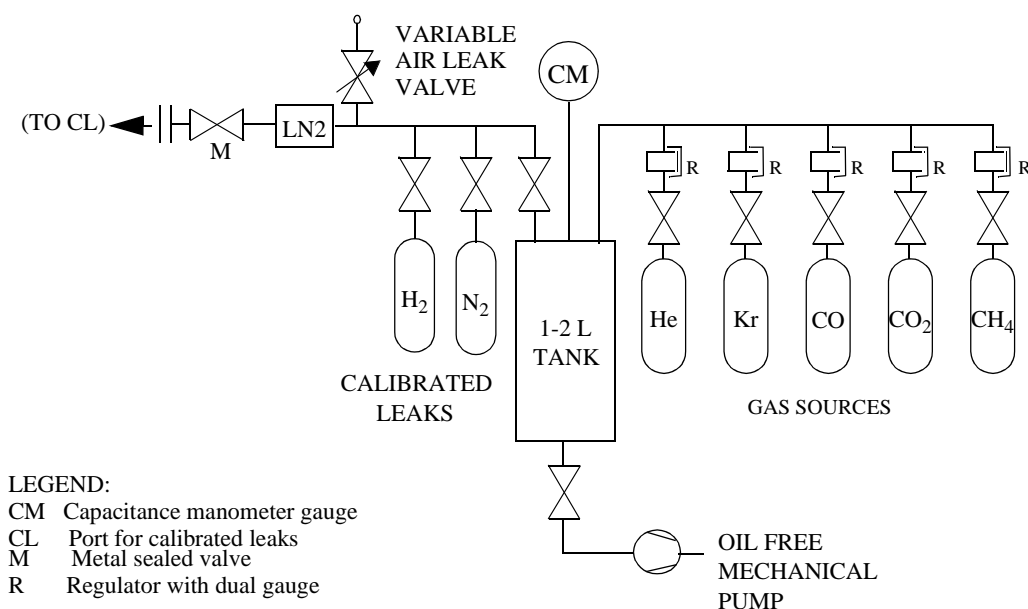 VARIABLE
AIR LEAK
VALVE
CM
(TO CL)
LN2
M
R
R
R
R
R
H2
N2
He
Kr
CO
CO2
CH4
1-2 L
TANK
CALIBRATED
LEAKS
GAS SOURCES
LEGEND:
CM Capacitance manometer gauge
CL Port for calibrated leaks
M Metal sealed valve
R Regulator with dual gauge
OIL FREE
MECHANICAL
PUMP